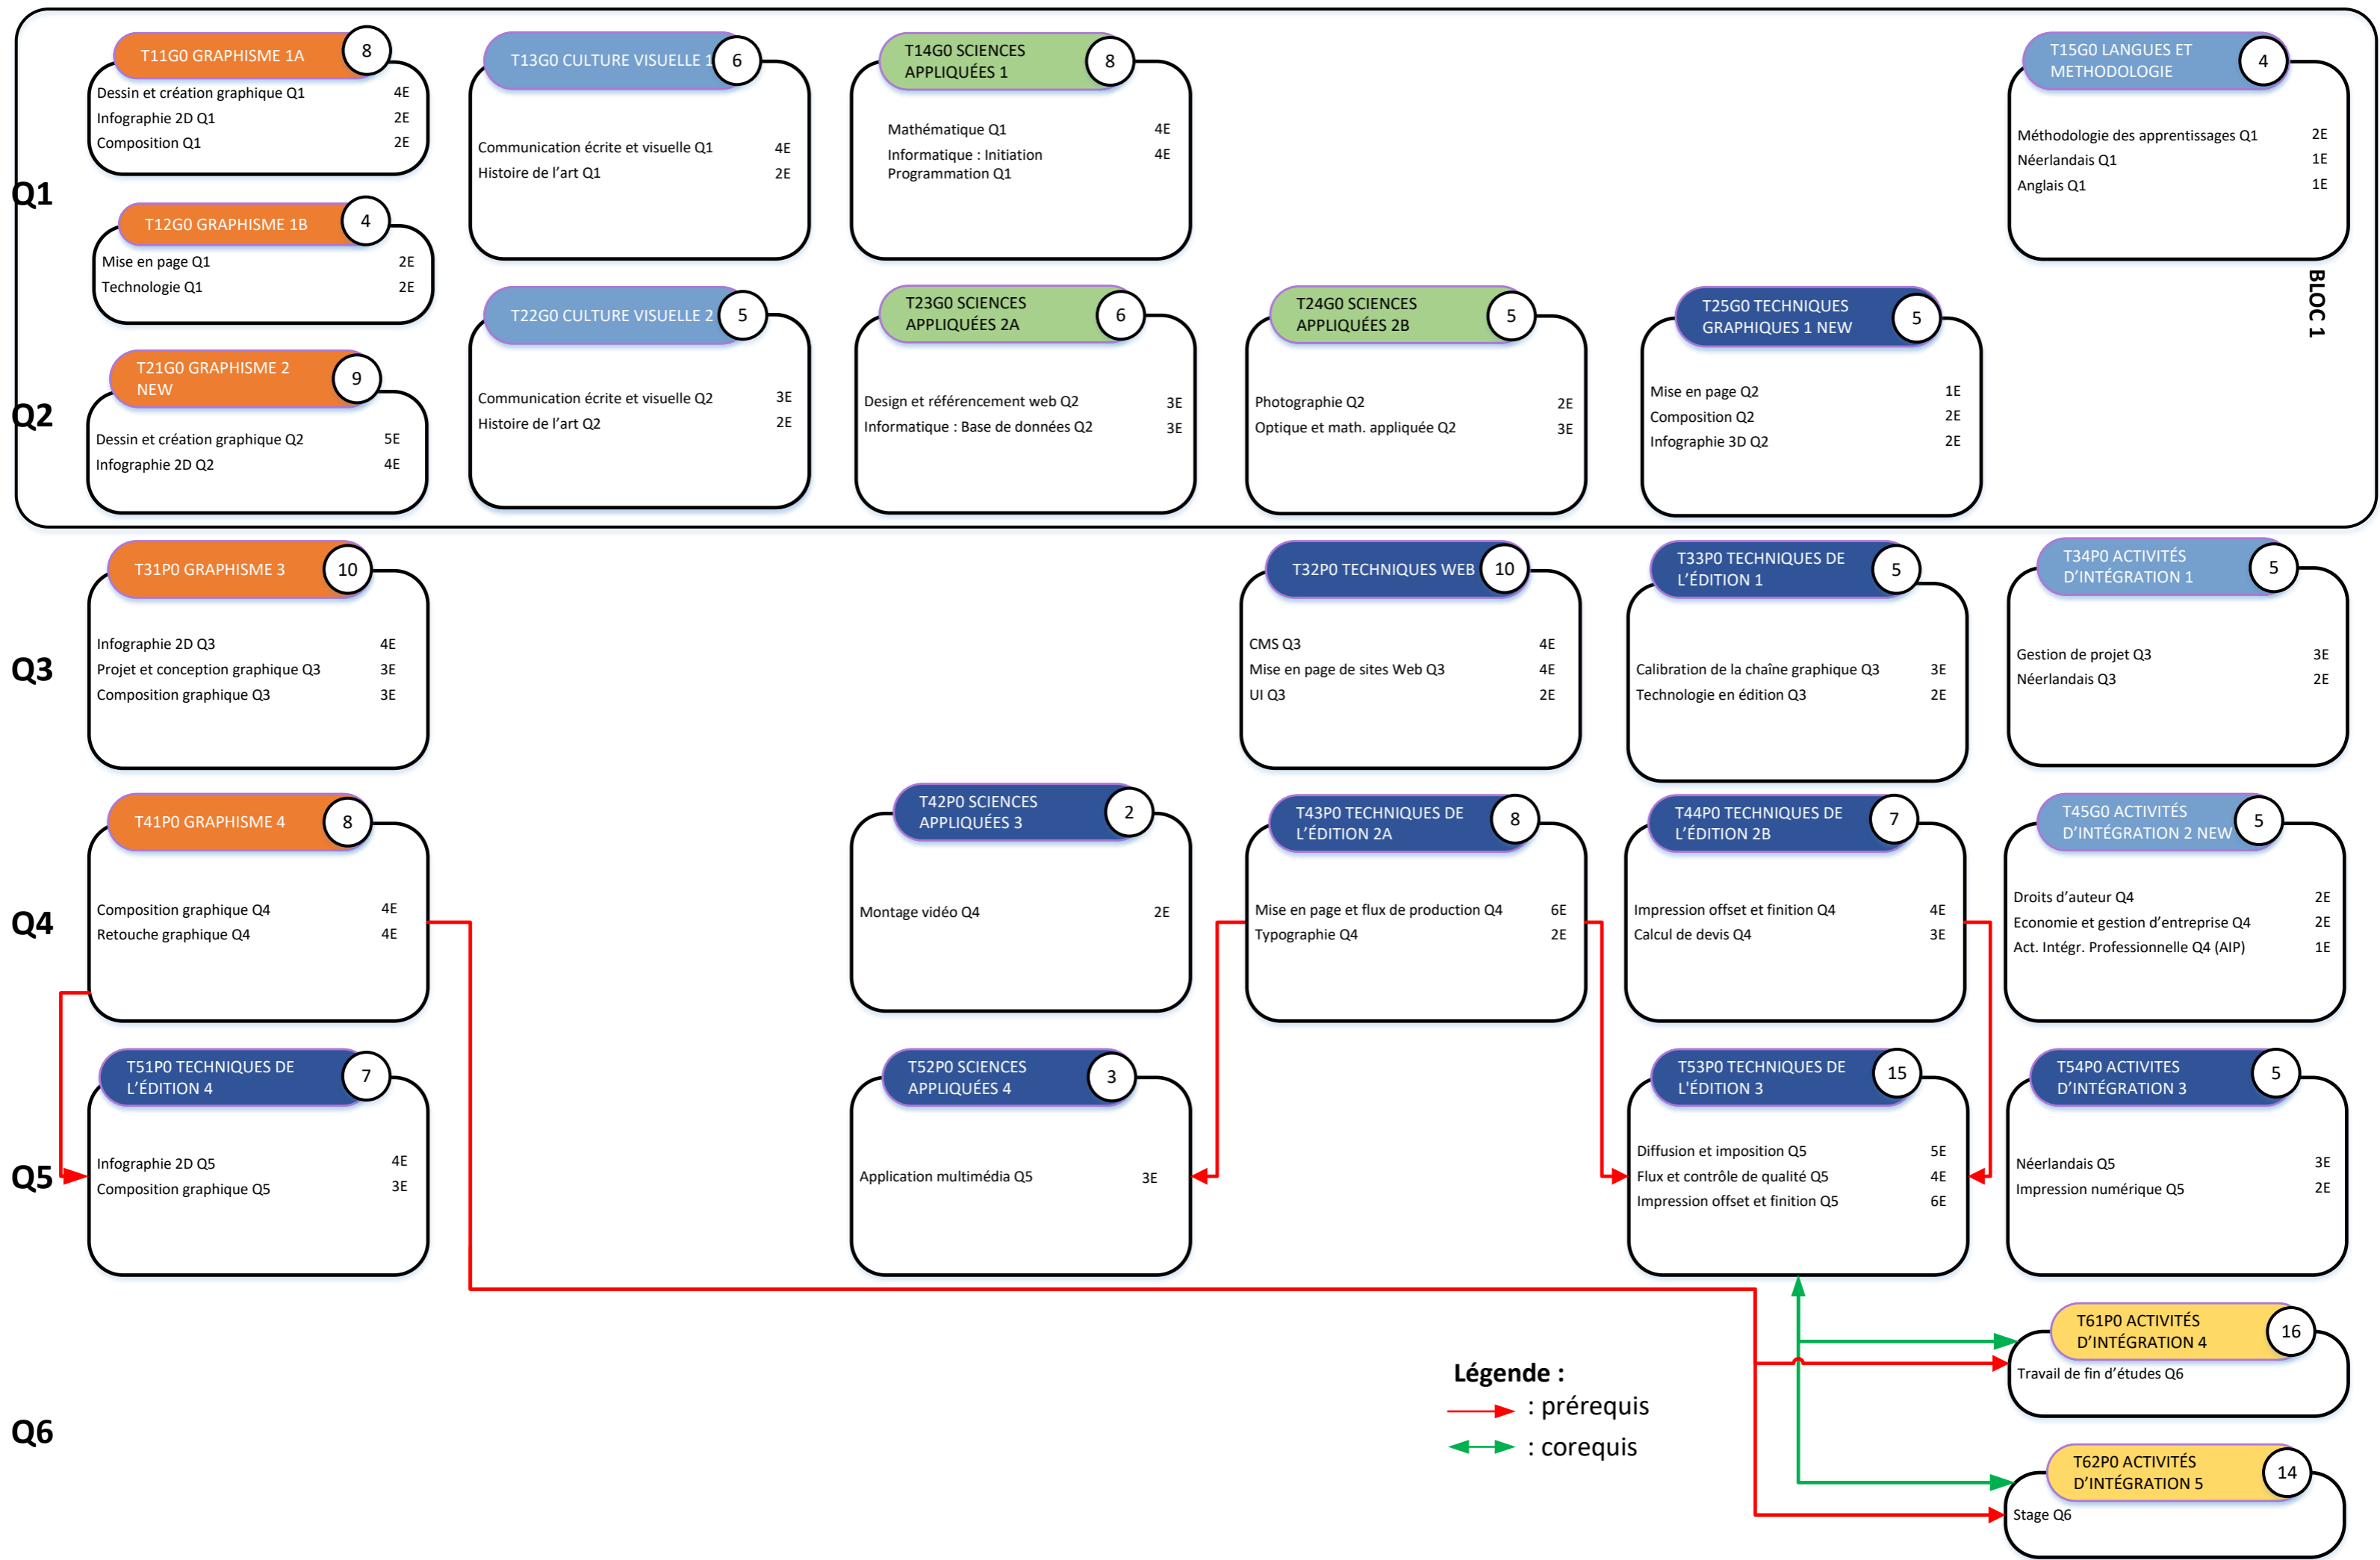 T11G0 GRAPHISME 1A
8
Dessin et création graphique Q1 4E
Infographie 2D Q1 2E
Composition Q1 2E
T13G0 CULTURE VISUELLE 1
6
Communication écrite et visuelle Q1 4E
Histoire de l’art Q1 2E
T14G0 SCIENCES
APPLIQUÉES 1
8
Mathématique Q1 4E
Informatique : Initiation 4E
Programmation Q1
T15G0 LANGUES ET
METHODOLOGIE
4
Méthodologie des apprentissages Q1 2E
Néerlandais Q1 1E
Anglais Q1 1E
Q1
T12G0 GRAPHISME 1B
4
Mise en page Q1 2E
Technologie Q1 2E
BLOC 1
T21G0 GRAPHISME 2
NEW
9
Dessin et création graphique Q2 5E
Infographie 2D Q2 4E
T22G0 CULTURE VISUELLE 2
5
Communication écrite et visuelle Q2 3E
Histoire de l’art Q2 2E
T23G0 SCIENCES
APPLIQUÉES 2A
6
Design et référencement web Q2 3E
Informatique : Base de données Q2 3E
T24G0 SCIENCES
APPLIQUÉES 2B
5
Photographie Q2 2E
Optique et math. appliquée Q2 3E
T25G0 TECHNIQUES
GRAPHIQUES 1 NEW
5
Mise en page Q2 1E
Composition Q2 2E
Infographie 3D Q2 2E
Q2
T31P0 GRAPHISME 3
10
Infographie 2D Q3 4E
Projet et conception graphique Q3 3E
Composition graphique Q3 3E
T32P0 TECHNIQUES WEB
10
CMS Q3 4E
Mise en page de sites Web Q3 4E
UI Q3 2E
T33P0 TECHNIQUES DE
L’ÉDITION 1
5
Calibration de la chaîne graphique Q3 3E
Technologie en édition Q3 2E
T34P0 ACTIVITÉS
D’INTÉGRATION 1
5
Gestion de projet Q3 3E
Néerlandais Q3 2E
Q3
T41P0 GRAPHISME 4
8
Composition graphique Q4 4E
Retouche graphique Q4 4E
T42P0 SCIENCES
APPLIQUÉES 3
2
Montage vidéo Q4 2E
T43P0 TECHNIQUES DE
L’ÉDITION 2A
8
Mise en page et flux de production Q4 6E
Typographie Q4 2E
T44P0 TECHNIQUES DE
L’ÉDITION 2B
7
Impression offset et finition Q4 4E
Calcul de devis Q4 3E
T45G0 ACTIVITÉS
D’INTÉGRATION 2 NEW
5
Droits d’auteur Q4 2E
Economie et gestion d’entreprise Q4 2E
Act. Intégr. Professionnelle Q4 (AIP) 1E
Q4
T51P0 TECHNIQUES DE
L’ÉDITION 4
7
Infographie 2D Q5 4E
Composition graphique Q5 3E
T52P0 SCIENCES
APPLIQUÉES 4
3
Application multimédia Q5 3E
T53P0 TECHNIQUES DE
L'ÉDITION 3
15
Diffusion et imposition Q5 5E
Flux et contrôle de qualité Q5 4E
Impression offset et finition Q5 6E
T54P0 ACTIVITES
D’INTÉGRATION 3
5
Néerlandais Q5 3E
Impression numérique Q5 2E
Q5
T61P0 ACTIVITÉS
D’INTÉGRATION 4
16
Travail de fin d’études Q6
Légende :
: prérequis
: corequis
Q6
T62P0 ACTIVITÉS
D’INTÉGRATION 5
14
Stage Q6